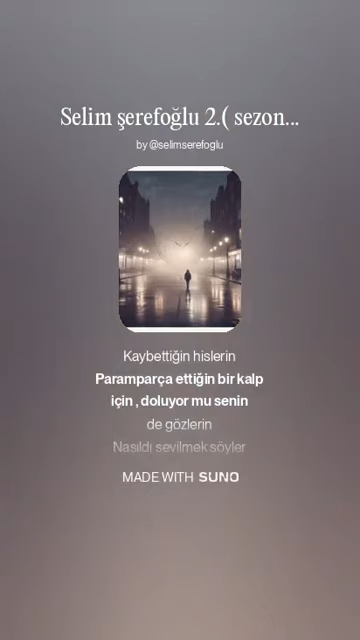 Selim şerefoğlu 2.( sezon...
by @selimserefoglu
Kaybettiğin hislerin
Paramparça ettiğin bir kalp
için , doluyor mu senin
de gözlerin
Nasıldı sevilmek söyler
MADE WITH SUNO